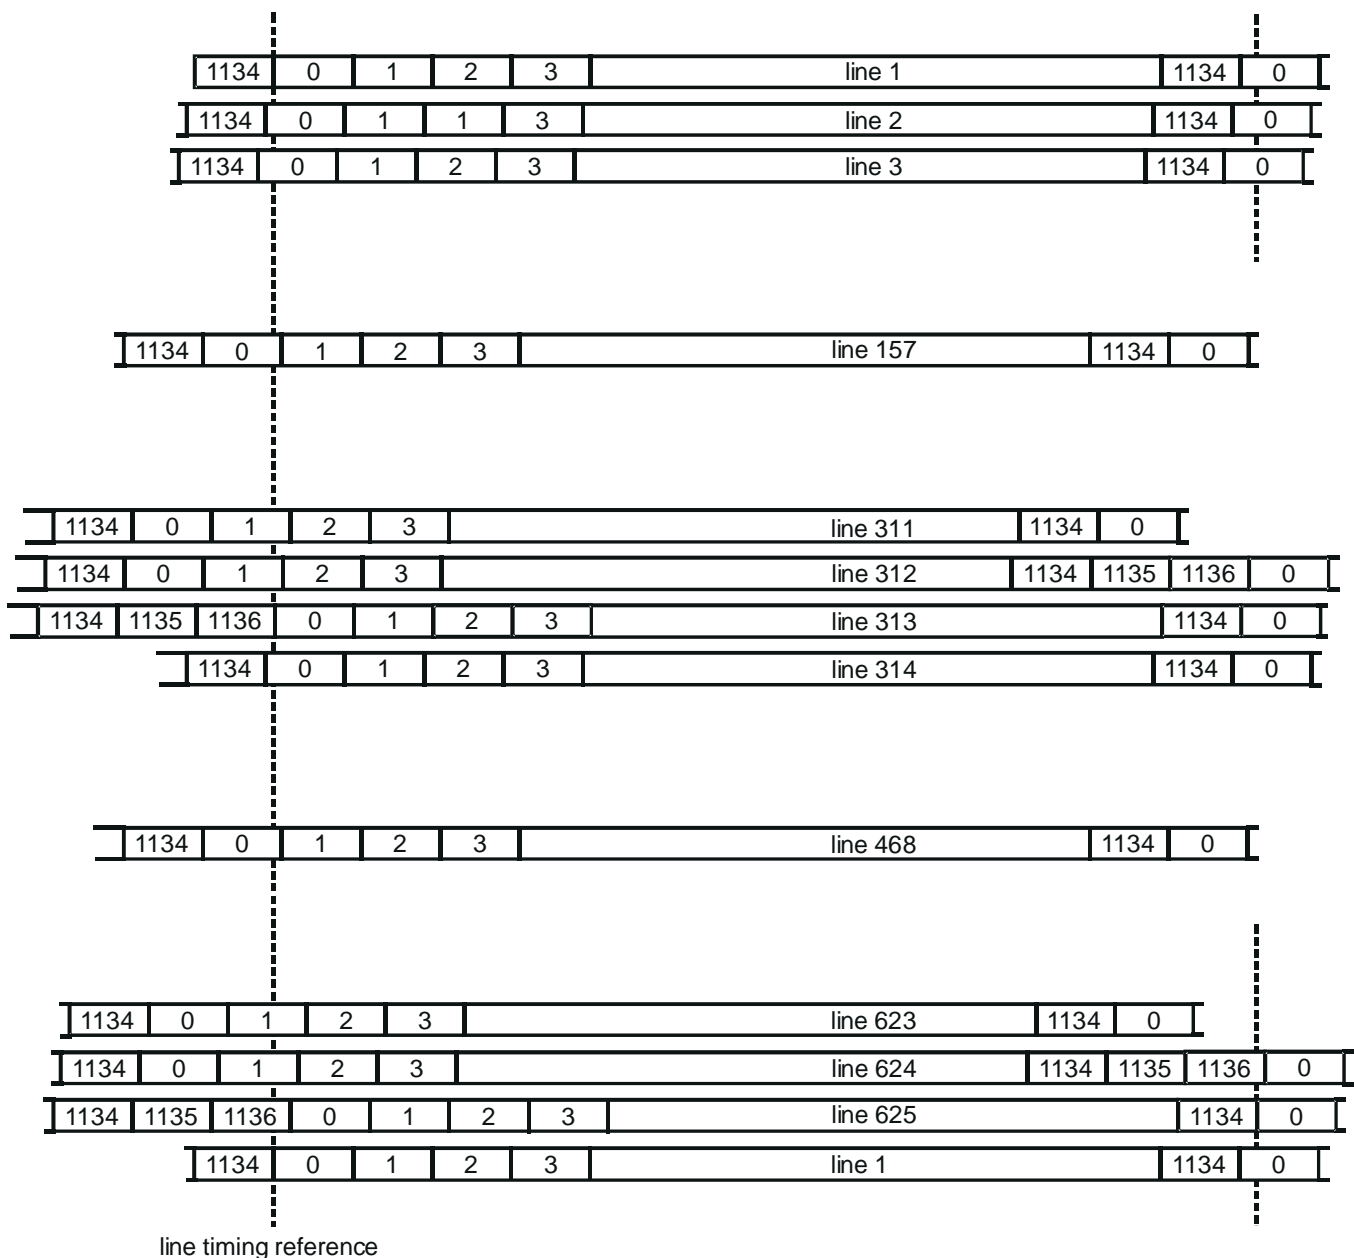 1134 0 1 2 3 line 1 1134 0
1134 0 1 1 3 line 2 1134 0
1134 0 1 2 3 line 3 1134 0
1134 0 1 2 3 line 157 1134 0
1134 0 1 2 3 line 311 1134 0
1134 0 1 2 3 line 312 1134 1135 1136 0
1134 1135 1136 0 1 2 3 line 313 1134 0
1134 0 1 2 3 line 314 1134 0
1134 0 1 2 3 line 468 1134 0
1134 0 1 2 3 line 623 1134 0
1134 0 1 2 3 line 624 1134 1135 1136 0
1134 1135 1136 0 1 2 3 line 625 1134 0
1134 0 1 2 3 line 1 1134 0
line timing reference